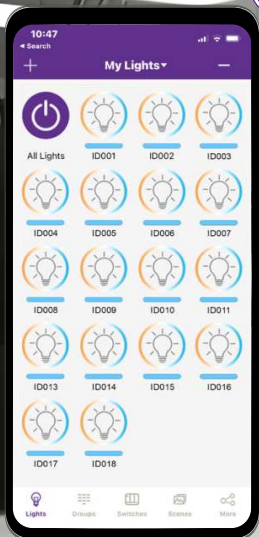 10:47
◂ Search
+ My Lights▾ −
All Lights ID001 ID002 ID003
ID004 ID005 ID006 ID007
ID008 ID009 ID010 ID011
ID013 ID014 ID015 ID016
ID017 ID018
Lights Groups Switches Scenes More